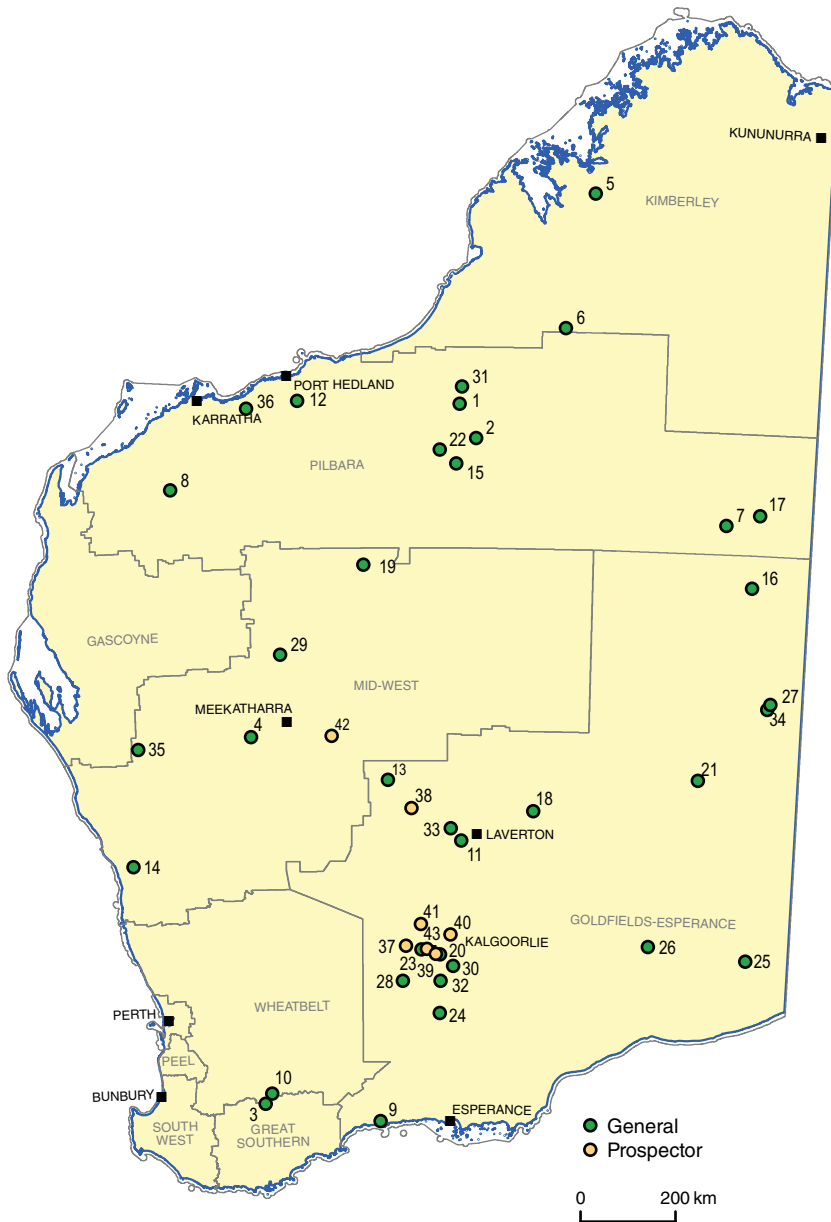 KUNUNURRA
5
KIMBERLEY
6
PORT HEDLAND
31
36
12
1
KARRATHA
2
22
PILBARA
15
8
17
7
19
16
GASCOYNE
29
MID-WEST
27
MEEKATHARRA
4
42
34
35
13
21
38
18
33
LAVERTON
11
14
41
40
GOLDFIELDS-ESPERANCE
37
43
KALGOORLIE
20
26
23
39
30
25
28
32
WHEATBELT
24
PERTH
PEEL
10
BUNBURY
3
9
ESPERANCE
SOUTH
WEST
GREAT
SOUTHERN
General
Prospector
0
200 km